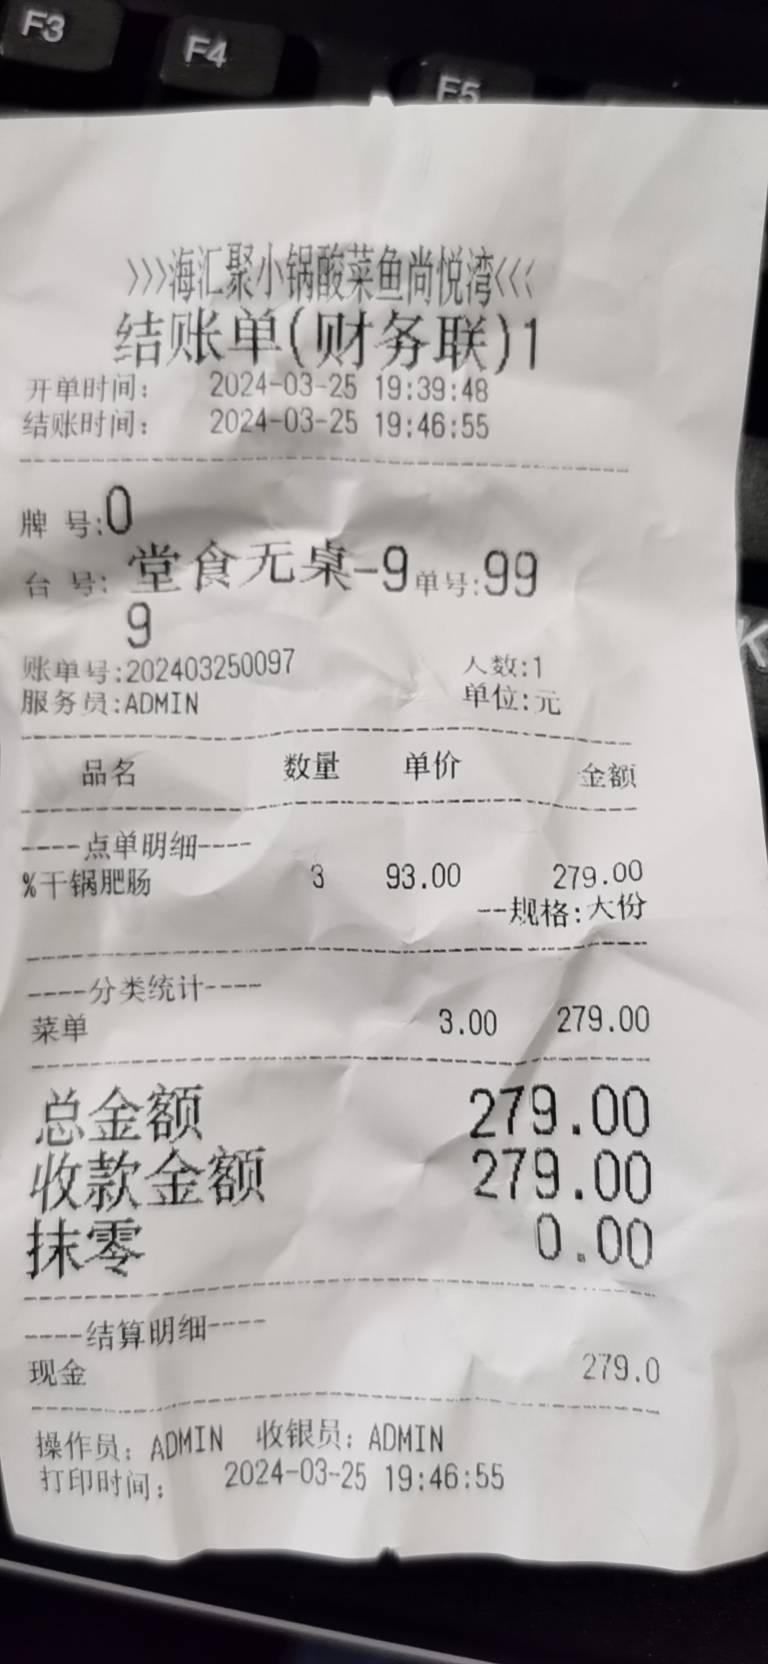 F3
F4
F5
>>>海汇聚小锅酸菜鱼尚悦湾<<<
结账单(财务联)1
开单时间: 2024-03-25 19:39:48
结账时间: 2024-03-25 19:46:55
牌 号:0
台 号: 堂食无桌-9 单号:99
9
账单号:202403250097 人数:1
服务员:ADMIN 单位:元
品名 数量 单价 金额
----点单明细----
%干锅肥肠 3 93.00 279.00
--规格:大份
----分类统计----
菜单 3.00 279.00
总金额 279.00
收款金额 279.00
抹零 0.00
----结算明细----
现金 279.0
操作员: ADMIN 收银员: ADMIN
打印时间: 2024-03-25 19:46:55
K